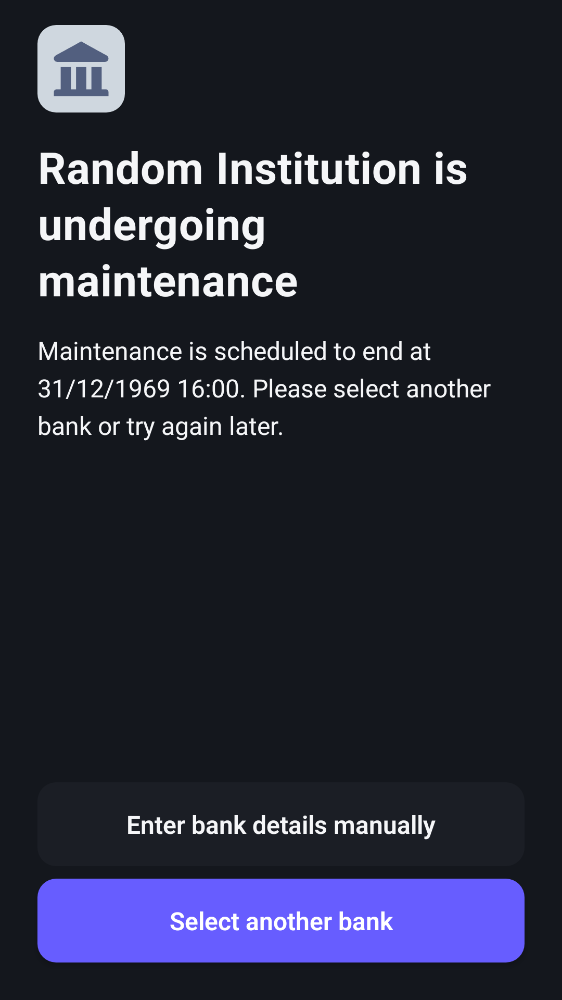 Random Institution is
undergoing
maintenance
Maintenance is scheduled to end at
31/12/1969 16:00. Please select another
bank or try again later.
Enter bank details manually
Select another bank